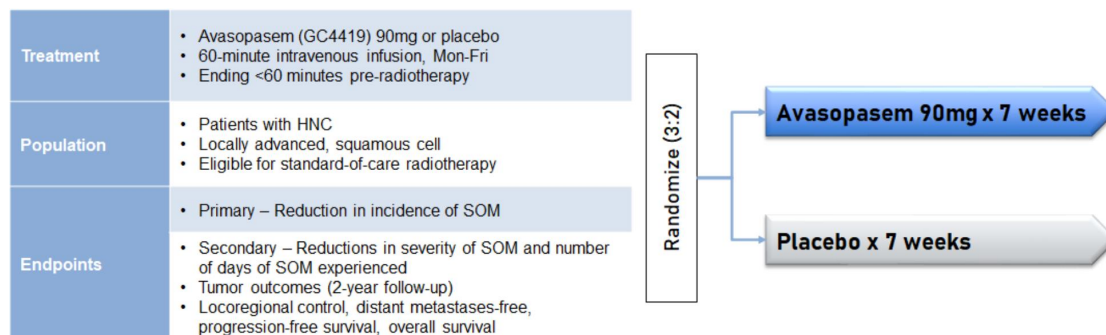 Treatment
• Avasopasem (GC4419) 90mg or placebo
• 60-minute intravenous infusion, Mon-Fri
• Ending <60 minutes pre-radiotherapy
Population
• Patients with HNC
• Locally advanced, squamous cell
• Eligible for standard-of-care radiotherapy
Endpoints
• Primary – Reduction in incidence of SOM
• Secondary – Reductions in severity of SOM and number
of days of SOM experienced
• Tumor outcomes (2-year follow-up)
• Locoregional control, distant metastases-free,
progression-free survival, overall survival
Randomize (3:2)
Avasopasem 90mg x 7 weeks
Placebo x 7 weeks